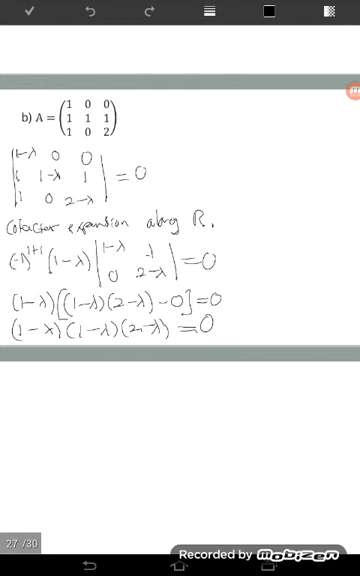 b) A = (1 0 0
1 1 1
1 0 2)
|1-λ 0 0
1 1-λ 1
1 0 2-λ| = 0
Cofactor expansion along R,
(-1)^1+1 (1-λ) |1-λ 1
0 2-λ| = 0
(1-λ)[(1-λ)(2-λ)-0]=0
(1-λ)(1-λ)(2-λ)=0
27 /30
Recorded by Mobizen